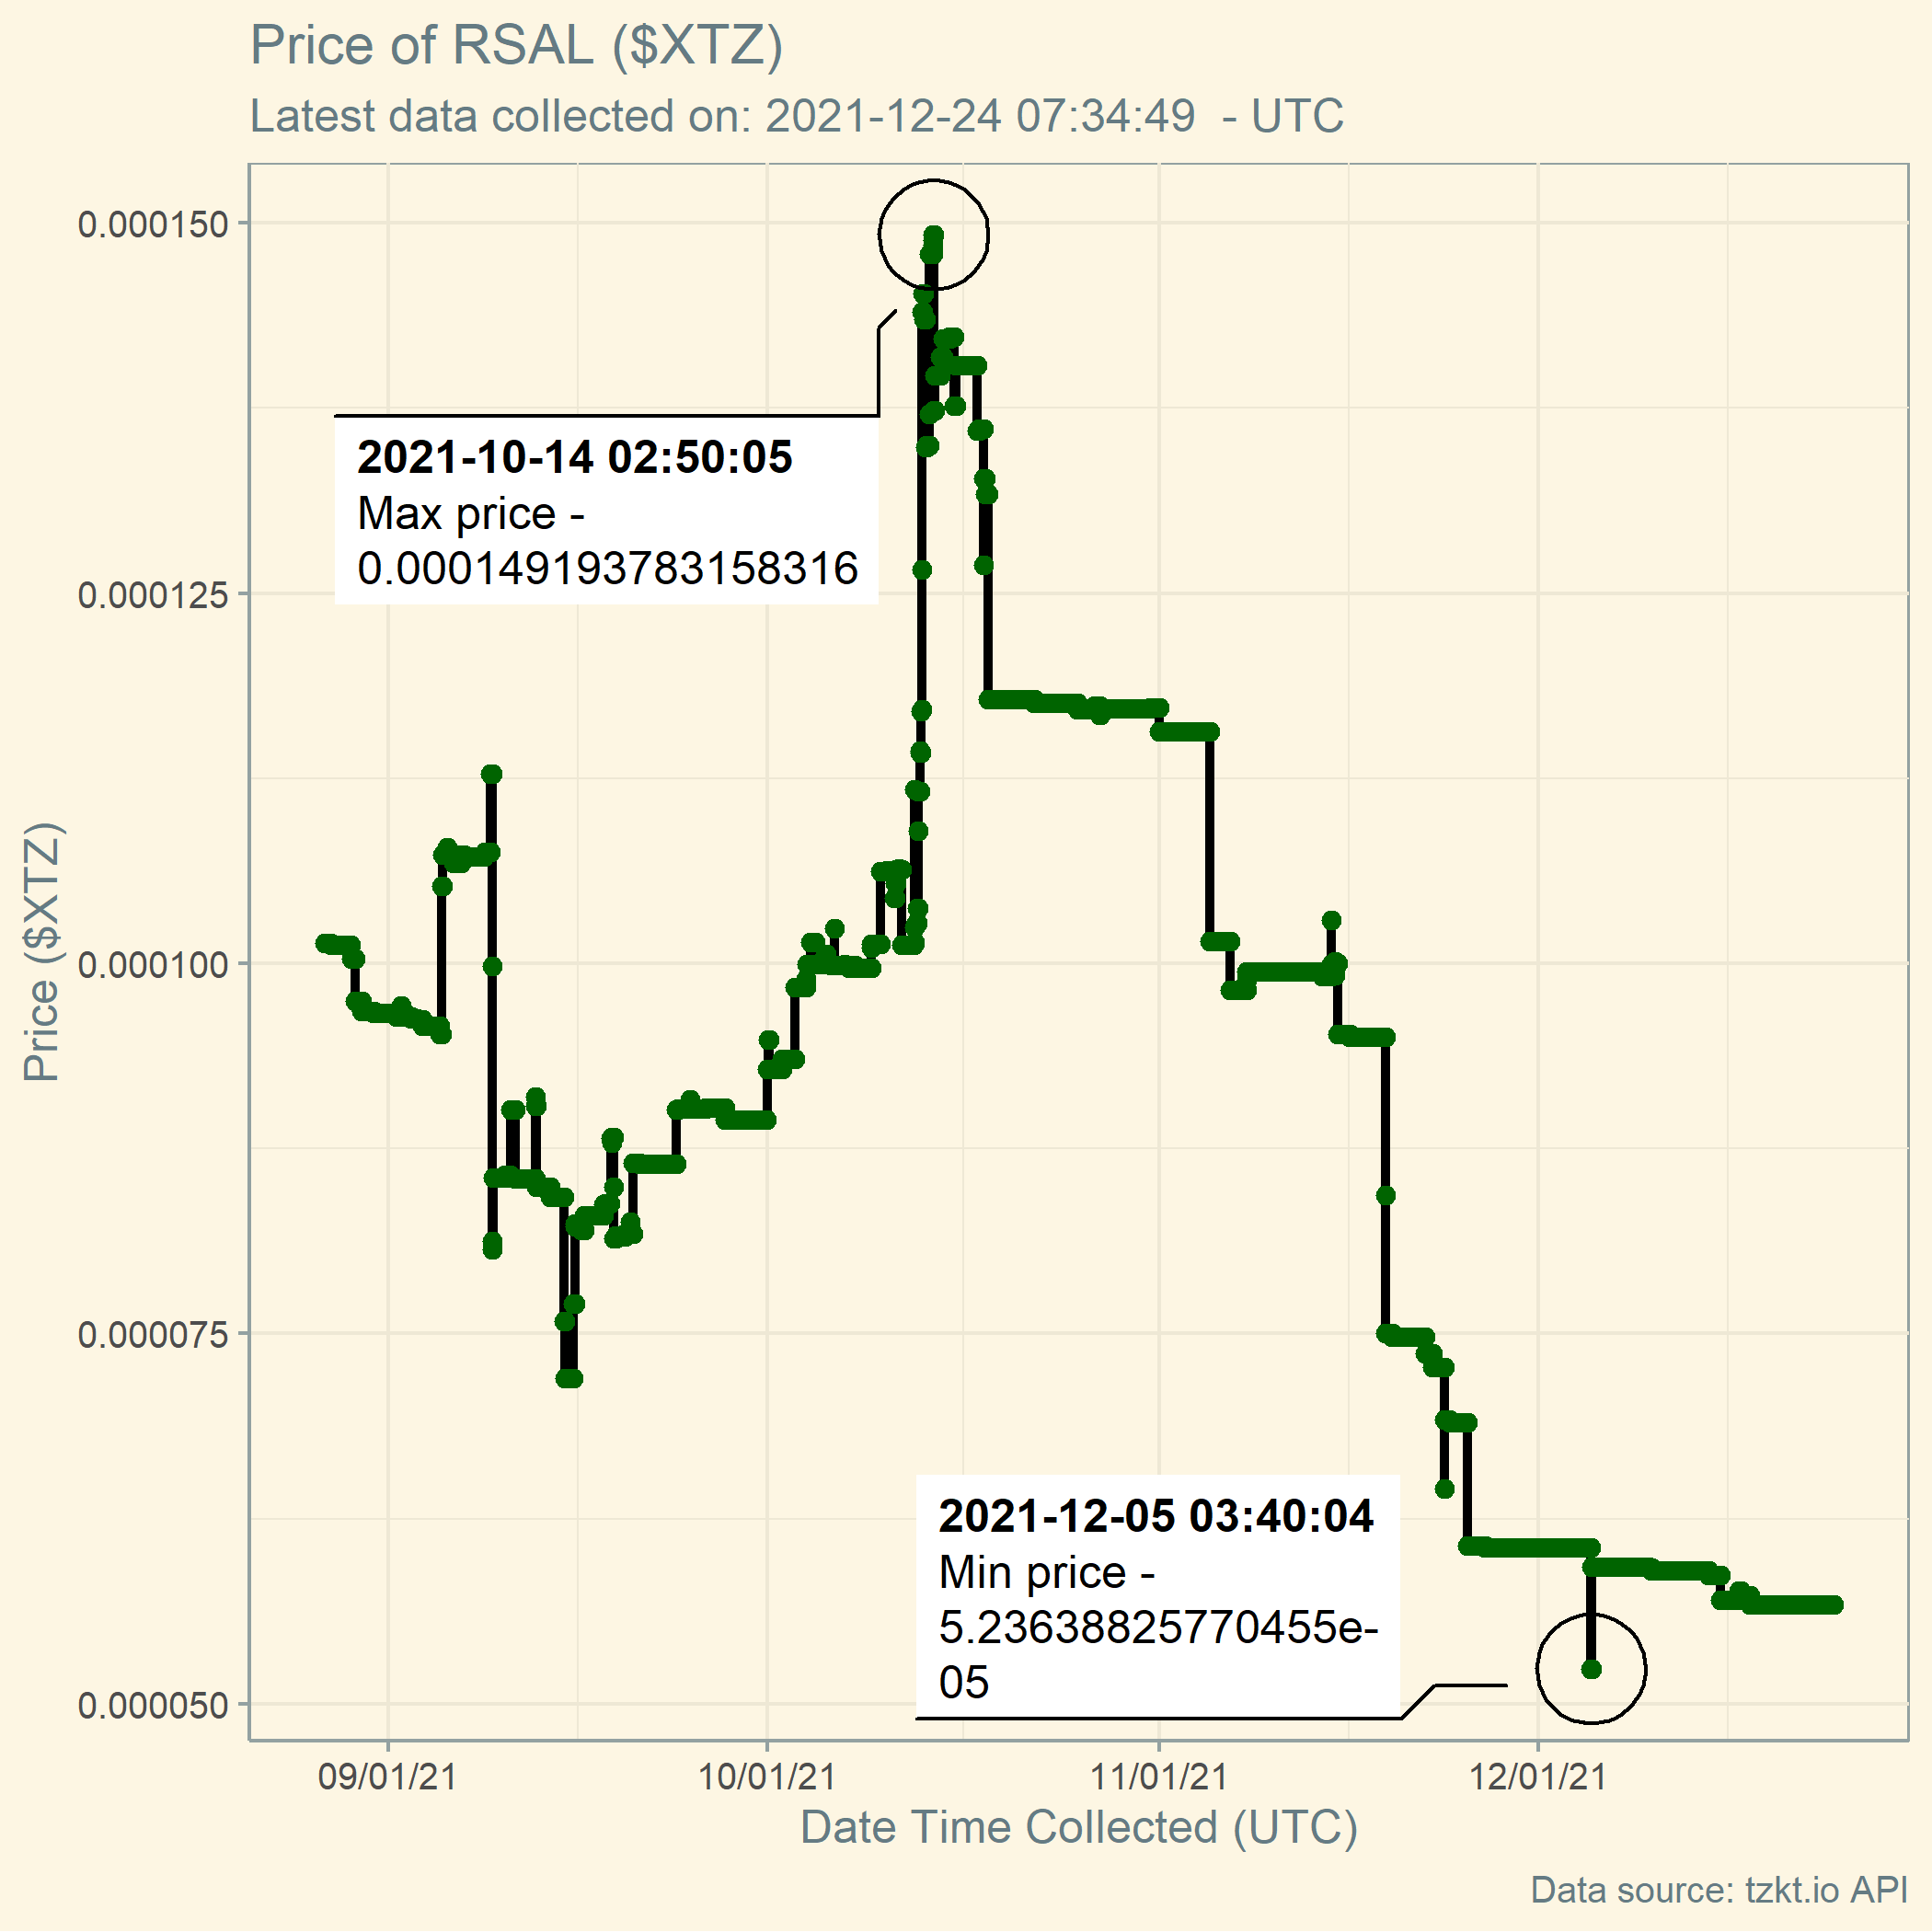 Price of RSAL ($XTZ)
Latest data collected on: 2021-12-24 07:34:49  - UTC
Price ($XTZ)
0.000150
0.000125
0.000100
0.000075
0.000050
2021-10-14 02:50:05
Max price -
0.000149193783158316
2021-12-05 03:40:04
Min price -
5.23638825770455e-
05
09/01/21
10/01/21
11/01/21
12/01/21
Date Time Collected (UTC)
Data source: tzkt.io API